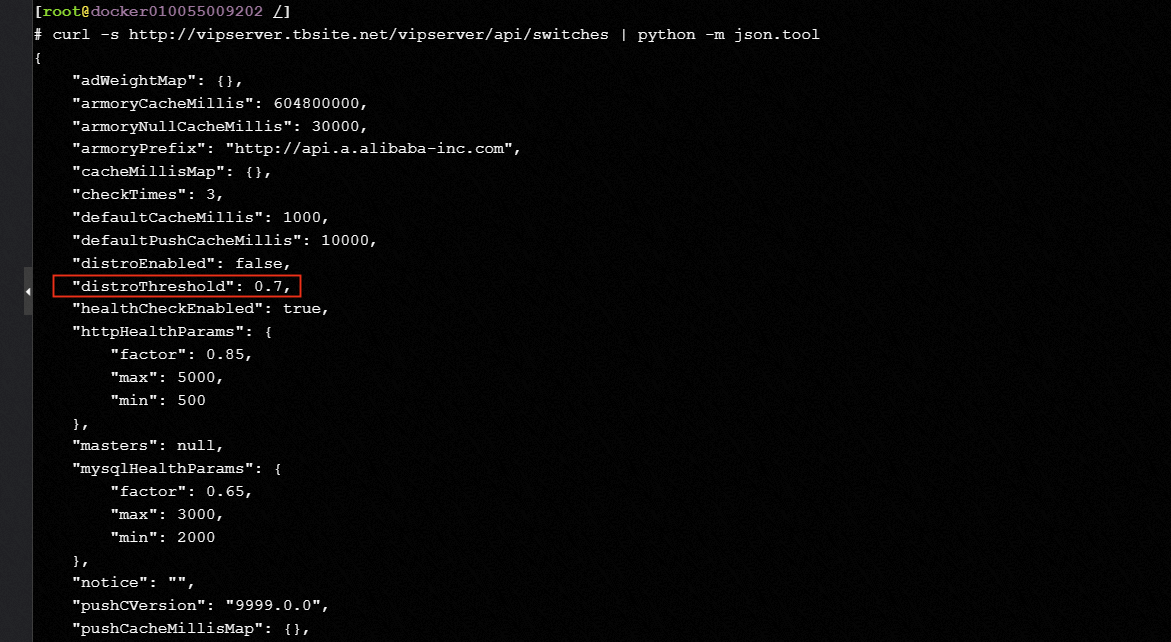 [root@docker010055009202 /]
# curl -s http://vipserver.tbsite.net/vipserver/api/switches | python -m json.tool
{
    "adWeightMap": {},
    "armoryCacheMillis": 604800000,
    "armoryNullCacheMillis": 30000,
    "armoryPrefix": "http://api.a.alibaba-inc.com",
    "cacheMillisMap": {},
    "checkTimes": 3,
    "defaultCacheMillis": 1000,
    "defaultPushCacheMillis": 10000,
    "distroEnabled": false,
    "distroThreshold": 0.7,
    "healthCheckEnabled": true,
    "httpHealthParams": {
        "factor": 0.85,
        "max": 5000,
        "min": 500
    },
    "masters": null,
    "mysqlHealthParams": {
        "factor": 0.65,
        "max": 3000,
        "min": 2000
    },
    "notice": "",
    "pushCVersion": "9999.0.0",
    "pushCacheMillisMap": {},